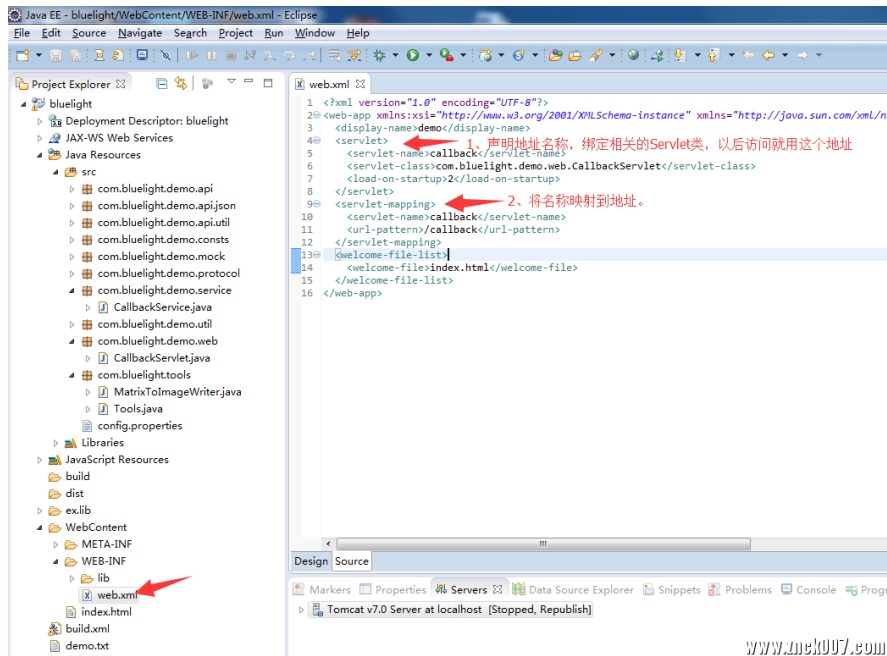 Java EE - bluelight/WebContent/WEB-INF/web.xml - Eclipse
File Edit Source Navigate Search Project Run Window Help
Project Explorer
bluelight
Deployment Descriptor: bluelight
JAX-WS Web Services
Java Resources
src
com.bluelight.demo.api
com.bluelight.demo.api.json
com.bluelight.demo.api.util
com.bluelight.demo.consts
com.bluelight.demo.mock
com.bluelight.demo.protocol
com.bluelight.demo.service
CallbackService.java
com.bluelight.demo.util
com.bluelight.demo.web
CallbackServlet.java
com.bluelight.tools
MatrixToImageWriter.java
Tools.java
config.properties
Libraries
JavaScript Resources
build
dist
ex.lib
WebContent
META-INF
WEB-INF
lib
web.xml
index.html
build.xml
demo.txt
web.xml
1 <?xml version="1.0" encoding="UTF-8"?>
2 <web-app xmlns:xsi="http://www.w3.org/2001/XMLSchema-instance" xmlns="http://java.sun.com/xml/n
3 <display-name>demo</display-name>
4 <servlet> 1、声明地址名称，绑定相关的Servlet类，以后访问就用这个地址
5 <servlet-name>callback</servlet-name>
6 <servlet-class>com.bluelight.demo.web.CallbackServlet</servlet-class>
7 <load-on-startup>2</load-on-startup>
8 </servlet>
9 <servlet-mapping> 2、将名称映射到地址。
10 <servlet-name>callback</servlet-name>
11 <url-pattern>/callback</url-pattern>
12 </servlet-mapping>
13 <welcome-file-list>
14 <welcome-file>index.html</welcome-file>
15 </welcome-file-list>
16 </web-app>
Design Source
Markers Properties Servers Data Source Explorer Snippets Problems Console Progr
Tomcat v7.0 Server at localhost [Stopped, Republish]
www.znck007.com